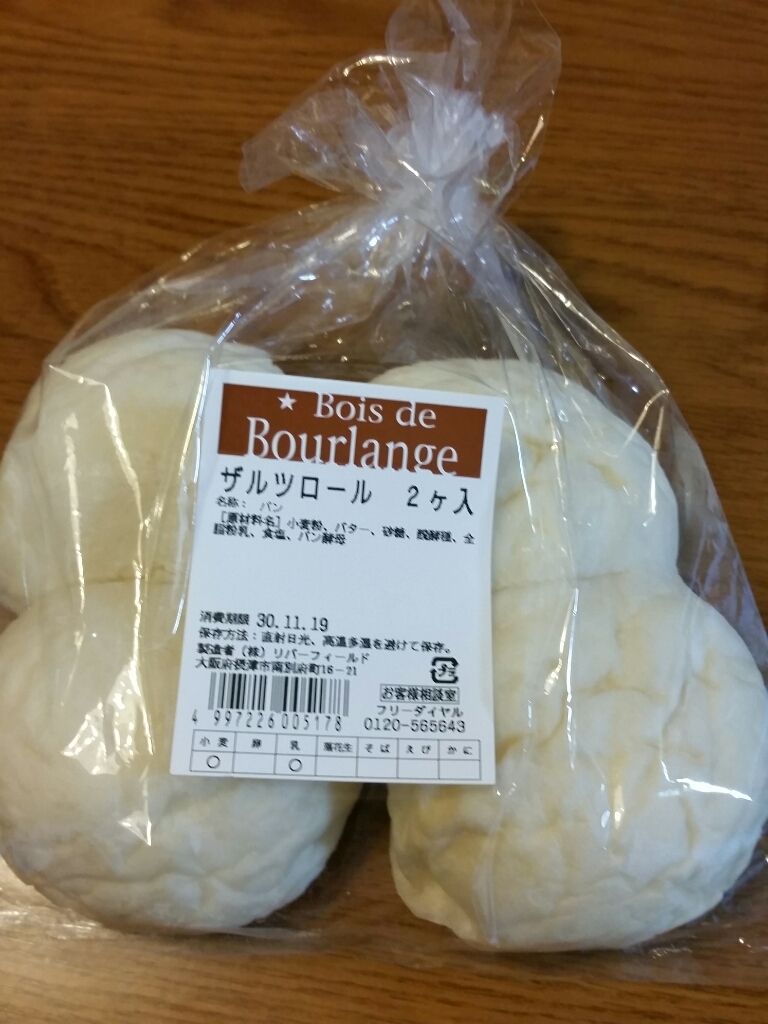 ★ Bois de
Bourlange
ザルツロール 2ヶ入
名称: パン
[原材料名]小麦粉、バター、砂糖、醗酵種、全
脂粉乳、食塩、パン酵母
消費期限 30.11.19
保存方法:直射日光、高温多湿を避けて保存。
製造者(株)リバーフィールド
大阪府摂津市南別府町16-21
プラ
お客様相談室
フリーダイヤル
0120-565643
4 997226 005178
小麦 卵 乳 落花生 そば えび かに
○ ○